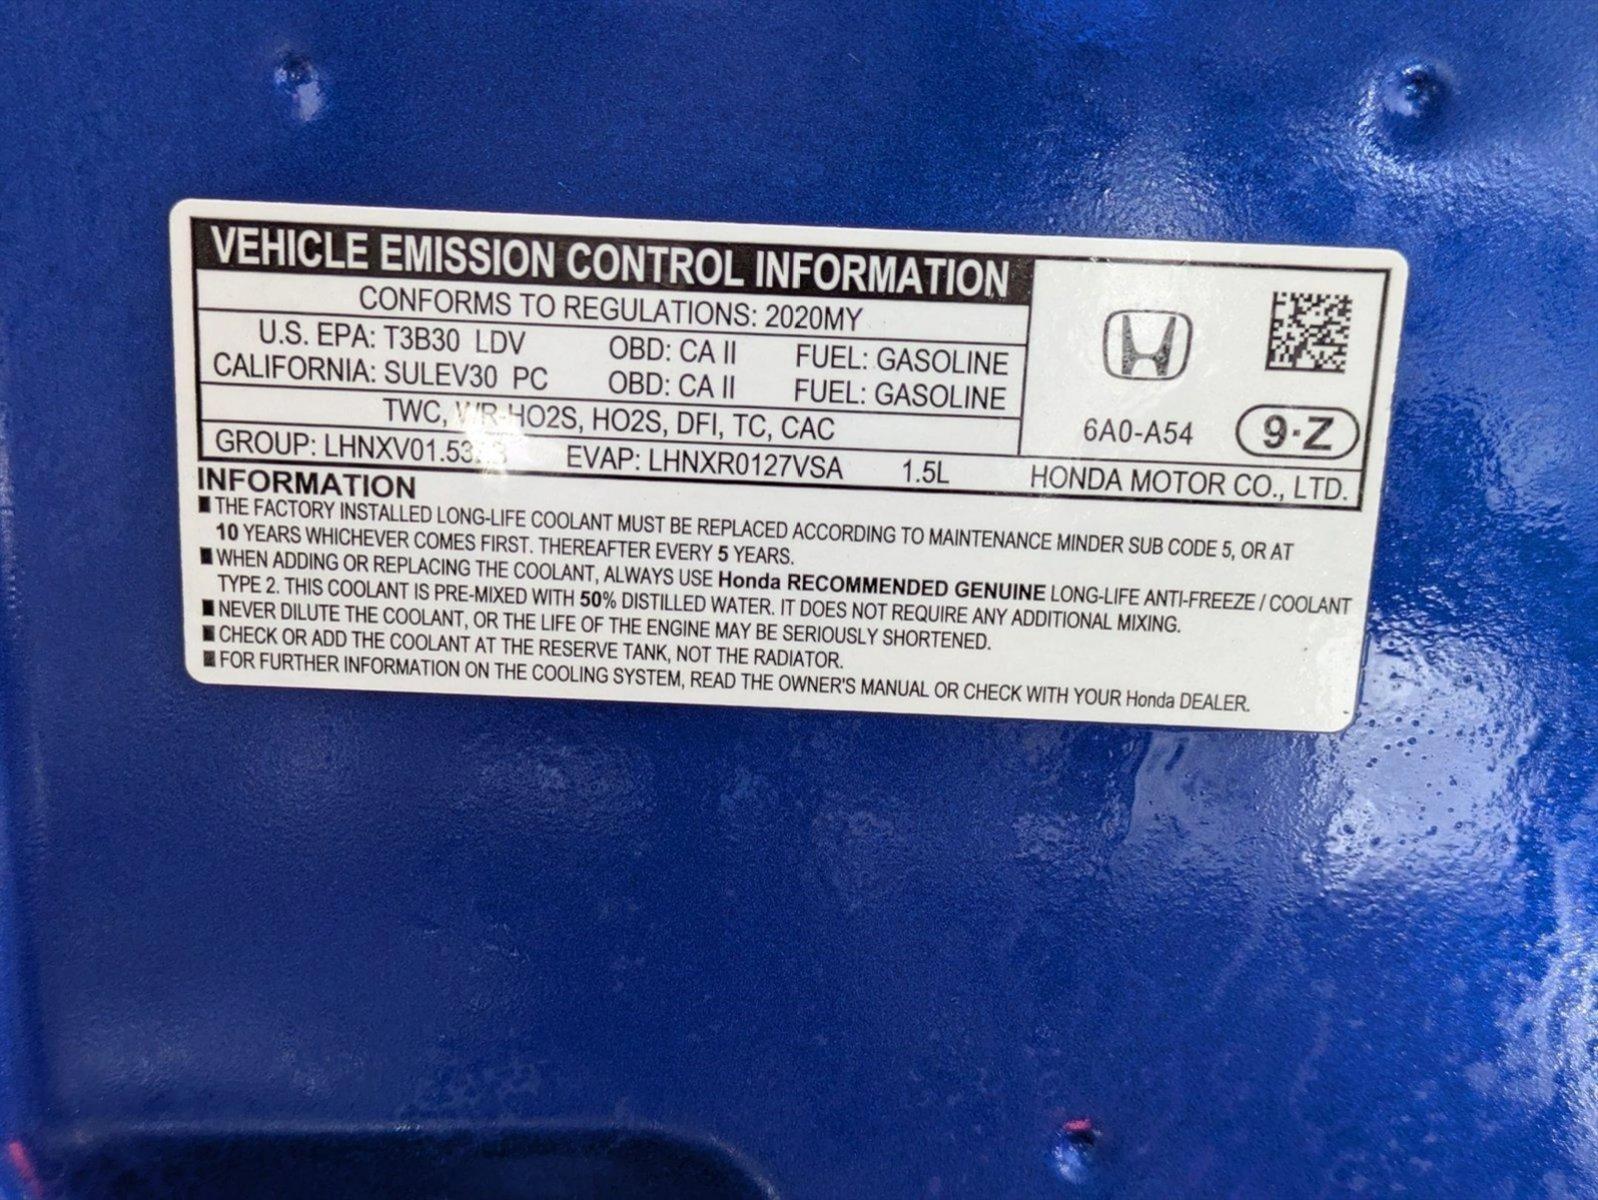 VEHICLE EMISSION CONTROL INFORMATION
CONFORMS TO REGULATIONS: 2020MY
U.S. EPA: T3B30 LDV OBD: CA II FUEL: GASOLINE
CALIFORNIA: SULEV30 PC OBD: CA II FUEL: GASOLINE
TWC, WR-HO2S, HO2S, DFI, TC, CAC
6A0-A54 9·Z
GROUP: EVAP: LHNXR0127VSA 1.5L HONDA MOTOR CO., LTD.
INFORMATION
■ THE FACTORY INSTALLED LONG-LIFE COOLANT MUST BE REPLACED ACCORDING TO MAINTENANCE MINDER SUB CODE 5, OR AT
10 YEARS WHICHEVER COMES FIRST. THEREAFTER EVERY 5 YEARS.
■ WHEN ADDING OR REPLACING THE COOLANT, ALWAYS USE Honda RECOMMENDED GENUINE LONG-LIFE ANTI-FREEZE / COOLANT
TYPE 2. THIS COOLANT IS PRE-MIXED WITH 50% DISTILLED WATER. IT DOES NOT REQUIRE ANY ADDITIONAL MIXING.
■ NEVER DILUTE THE COOLANT, OR THE LIFE OF THE ENGINE MAY BE SERIOUSLY SHORTENED.
■ CHECK OR ADD THE COOLANT AT THE RESERVE TANK, NOT THE RADIATOR.
■ FOR FURTHER INFORMATION ON THE COOLING SYSTEM, READ THE OWNER'S MANUAL OR CHECK WITH YOUR Honda DEALER.